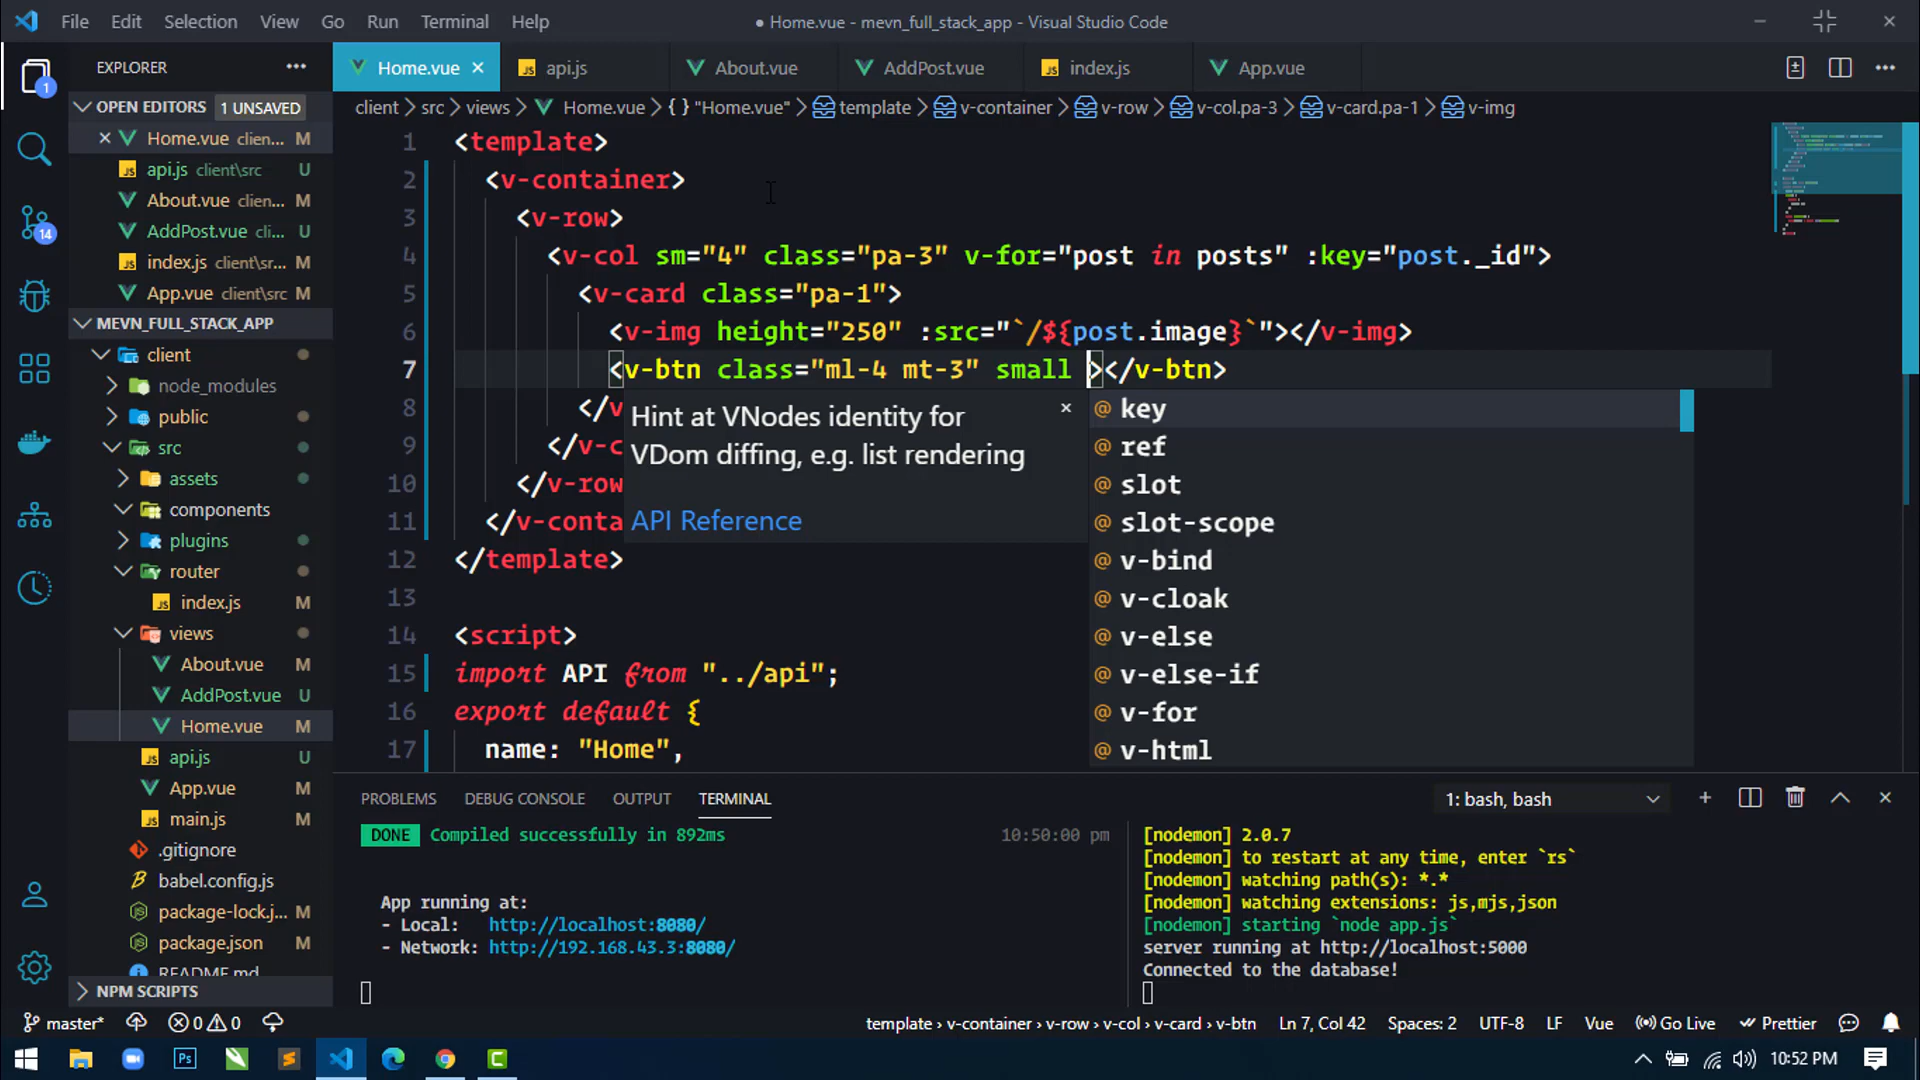 File Edit Selection View Go Run Terminal Help
● Home.vue - mevn_full_stack_app - Visual Studio Code
EXPLORER
Home.vue
api.js
About.vue
AddPost.vue
index.js
App.vue
OPEN EDITORS 1 UNSAVED
client > src > views > Home.vue > { } "Home.vue" > template > v-container > v-row > v-col.pa-3 > v-card.pa-1 > v-img
Home.vue clien... M
api.js client\src U
About.vue clien... M
AddPost.vue cli... U
index.js client\sr... M
App.vue client\src M
MEVN_FULL_STACK_APP
client
node_modules
public
src
assets
components
plugins
router
index.js M
views
About.vue M
AddPost.vue U
Home.vue M
api.js U
App.vue M
main.js M
.gitignore
babel.config.js
package-lock.j... M
package.json M
README.md
NPM SCRIPTS
1
14
1 <template>
2 <v-container>
3 <v-row>
4 <v-col sm="4" class="pa-3" v-for="post in posts" :key="post._id">
5 <v-card class="pa-1">
6 <v-img height="250" :src="`/${post.image}`"></v-img>
7 <v-btn class="ml-4 mt-3" small ></v-btn>
8 </v
9 </v-c
10 </v-row
11 </v-conta
12 </template>
13
14 <script>
15 import API from "../api";
16 export default {
17 name: "Home",
Hint at VNodes identity for
VDom diffing, e.g. list rendering
API Reference
key
ref
slot
slot-scope
v-bind
v-cloak
v-else
v-else-if
v-for
v-html
PROBLEMS DEBUG CONSOLE OUTPUT TERMINAL
1: bash, bash
DONE Compiled successfully in 892ms 10:50:00 pm
App running at:
- Local: http://localhost:8080/
- Network: http://192.168.43.3:8080/
[nodemon] 2.0.7
[nodemon] to restart at any time, enter `rs`
[nodemon] watching path(s): *.*
[nodemon] watching extensions: js,mjs,json
[nodemon] starting `node app.js`
server running at http://localhost:5000
Connected to the database!
master* 0 0
template › v-container › v-row › v-col › v-card › v-btn
Ln 7, Col 42 Spaces: 2 UTF-8 LF Vue Go Live Prettier
Ps
10:52 PM